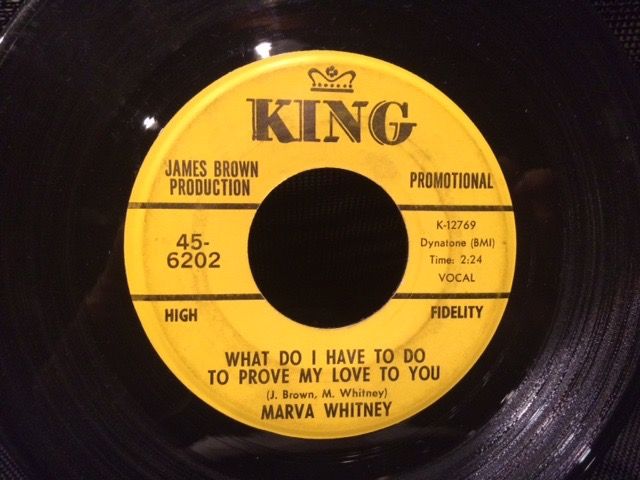 KING
JAMES BROWN
PRODUCTION
PROMOTIONAL
45-
6202
K-12769
Dynatone (BMI)
Time: 2:24
VOCAL
HIGH
FIDELITY
WHAT DO I HAVE TO DO
TO PROVE MY LOVE TO YOU
(J. Brown, M. Whitney)
MARVA WHITNEY